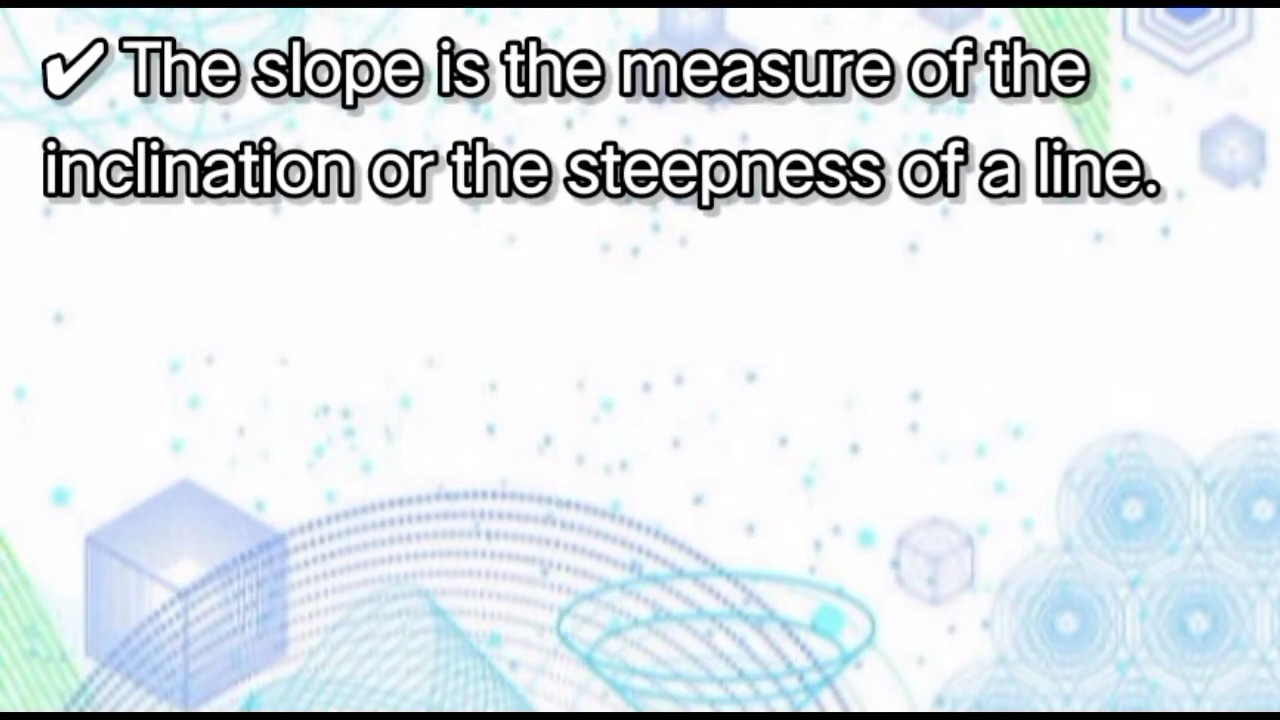 ✔ The slope is the measure of the
inclination or the steepness of a line.